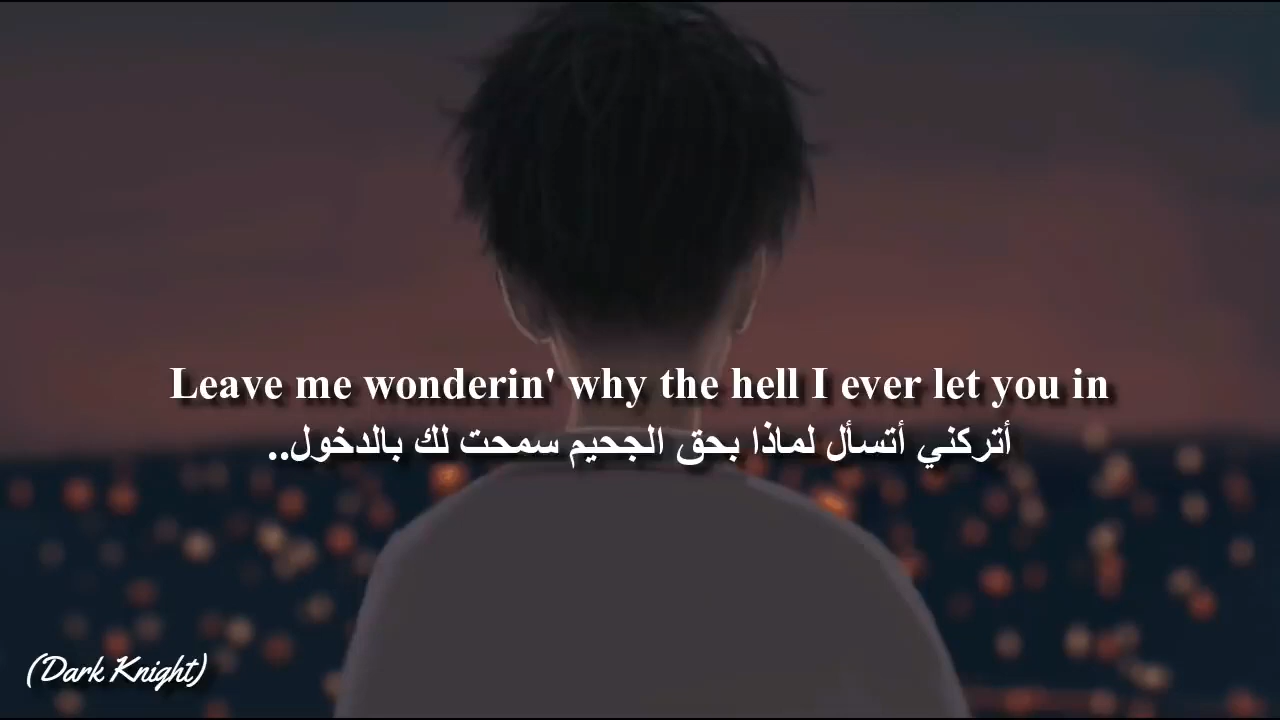 Leave me wonderin' why the hell I ever let you in
أتركني أتسأل لماذا بحق الجحيم سمحت لك بالدخول..
(Dark Knight)